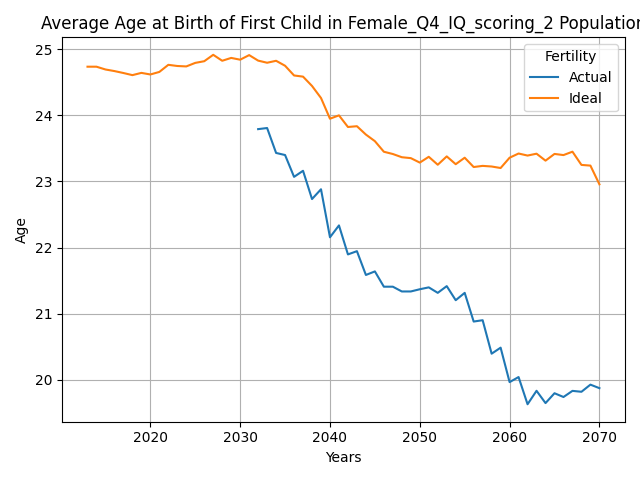 Average Age at Birth of First Child in Female_Q4_IQ_scoring_2 Population
25
24
23
22
21
20
Age
Fertility
Actual
Ideal
2020 2030 2040 2050 2060 2070
Years